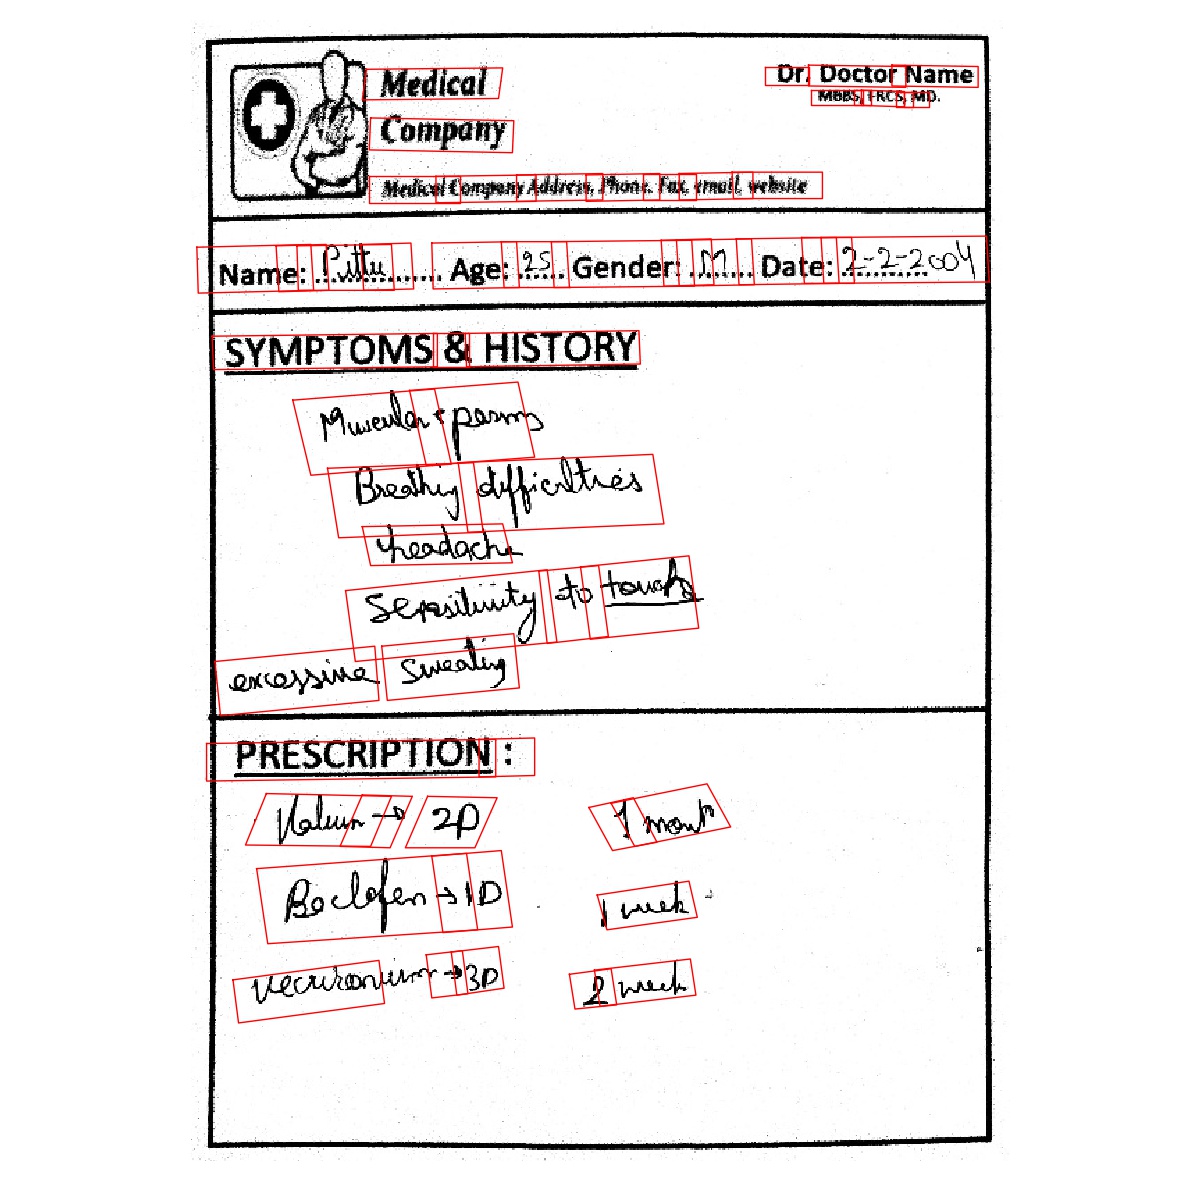 Medical
Company
Dr. Doctor Name
MBBS, FRCS, MD.
Medical Company Address, Phone, Fax, email, website
Name: Pittu Age: 25 Gender: M Date: 2-2-2004
SYMPTOMS & HISTORY
Muscular spasms
Breathing difficulties
headache
Sensitivity to touch
excessive sweating
PRESCRIPTION :
Valium → 2D 1 month
Baclofen → 1D 1 week
Vecuronium → 3D 2 week